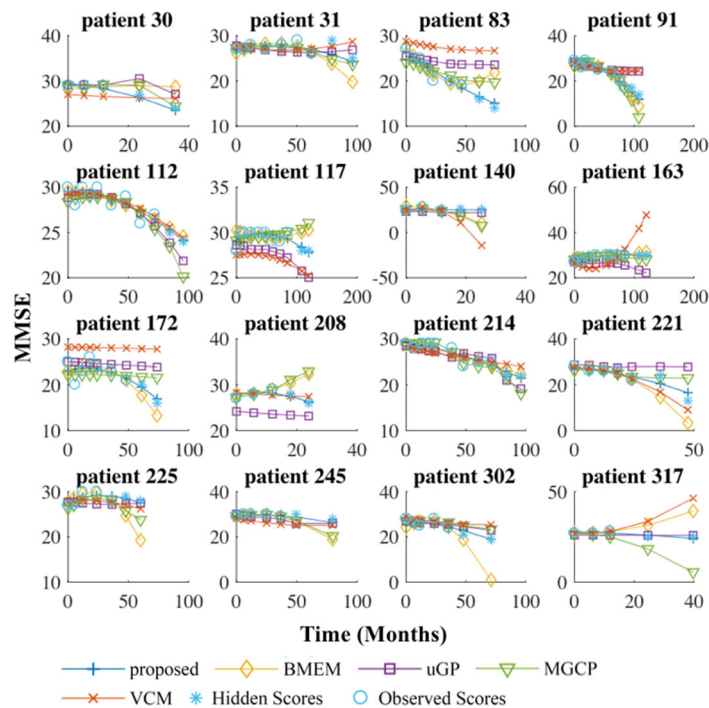 patient 30 patient 31 patient 83 patient 91
40 40 30 40
30 30 20 20
20 20 10 0
0 50 0 50 100 0 50 100 0 100 200
patient 112 patient 117 patient 140 patient 163
30 35 50 60
25 30 0 40
20 25 -50 20
0 50 100 0 100 200 0 20 40 0 100 200
MMSE
patient 172 patient 208 patient 214 patient 221
30 40 30 40
20 30 20 20
10 20 10 0
0 50 100 0 20 40 0 50 100 0 50
patient 225 patient 245 patient 302 patient 317
30 40 40 50
20 20 20
10 0 0 0
0 50 100 0 50 100 0 50 100 0 20 40
Time (Months)
proposed BMEM uGP MGCP
VCM Hidden Scores Observed Scores